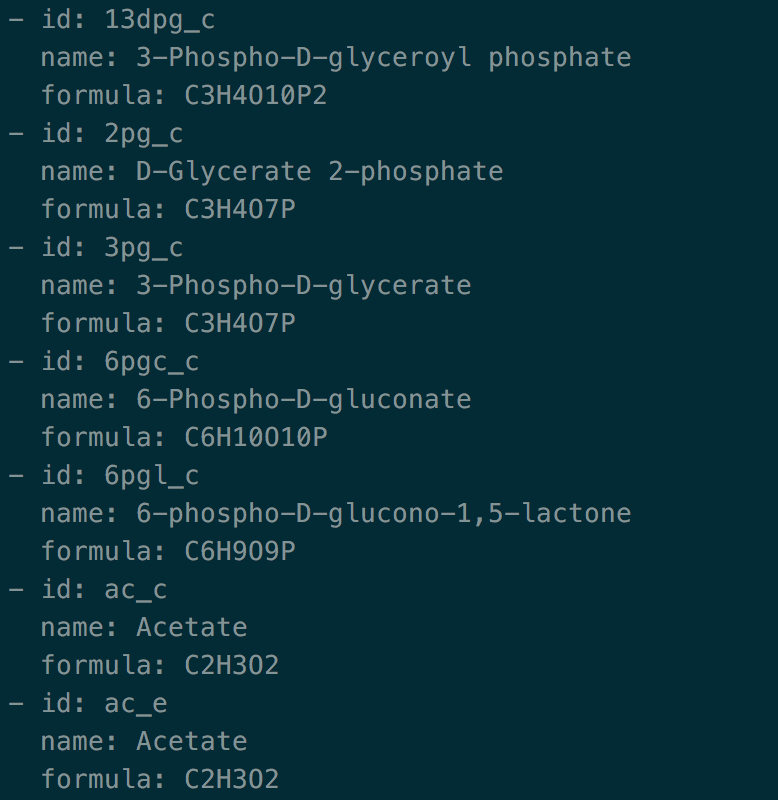 - id: 13dpg_c
  name: 3-Phospho-D-glyceroyl phosphate
  formula: C3H4O10P2
- id: 2pg_c
  name: D-Glycerate 2-phosphate
  formula: C3H4O7P
- id: 3pg_c
  name: 3-Phospho-D-glycerate
  formula: C3H4O7P
- id: 6pgc_c
  name: 6-Phospho-D-gluconate
  formula: C6H10O10P
- id: 6pgl_c
  name: 6-phospho-D-glucono-1,5-lactone
  formula: C6H9O9P
- id: ac_c
  name: Acetate
  formula: C2H3O2
- id: ac_e
  name: Acetate
  formula: C2H3O2